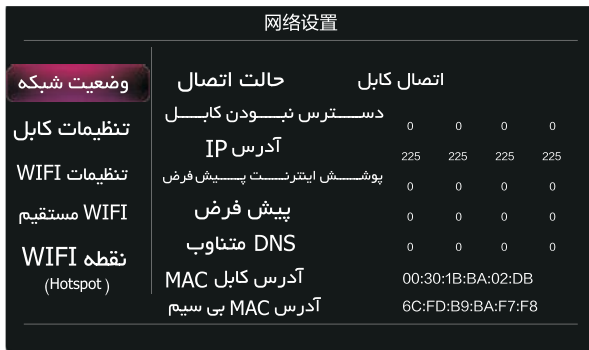 网络设置
وضعیت شبکه
تنظیمات کابل
تنظیمات WIFI
WIFI مستقیم
نقطه WIFI
(Hotspot )
حالت اتصال اتصال کابل
دسترس نبودن کابل 0 0 0 0
آدرس IP 225 225 225 225
پوشش اینترنت پیش فرض 0 0 0 0
پیش فرض 0 0 0 0
DNS متناوب 0 0 0 0
آدرس کابل MAC 00:30:1B:BA:02:DB
آدرس MAC بی سیم 6C:FD:B9:BA:F7:F8